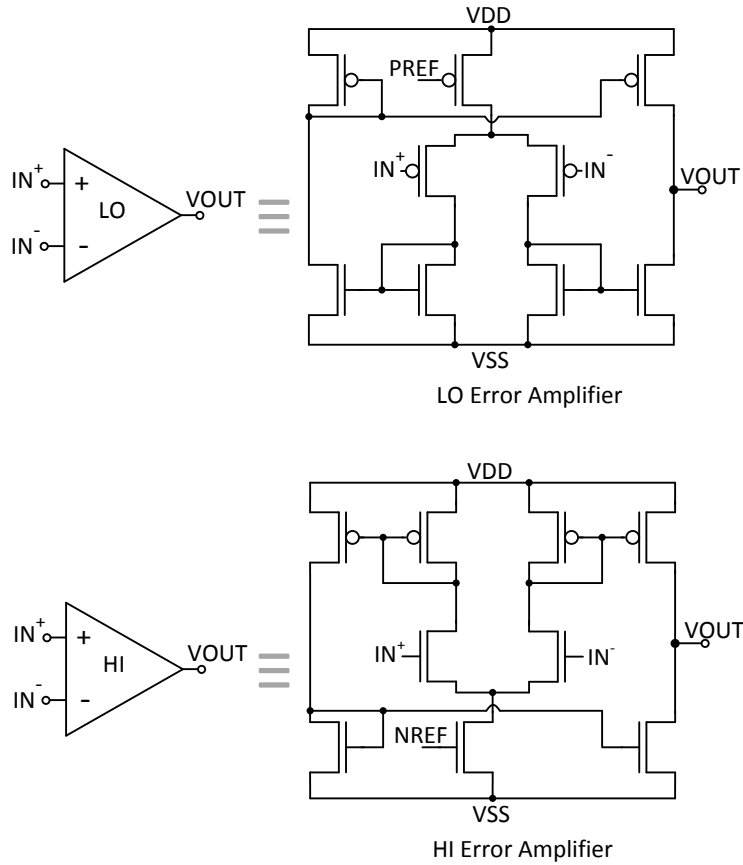 VDD
PREF
IN+
+
LO
VOUT
IN-
-
IN+
IN-
VOUT
VSS
LO Error Amplifier
VDD
IN+
+
HI
VOUT
IN-
-
IN+
IN-
VOUT
NREF
VSS
HI Error Amplifier